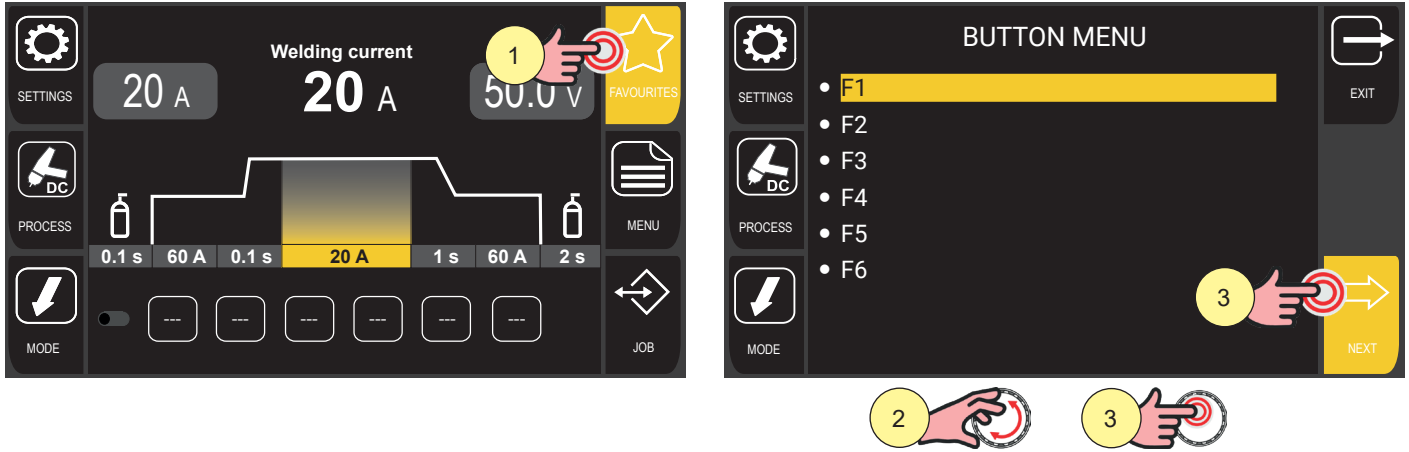 Welding current
1
SETTINGS
20 A
20 A
50.0 V
FAVOURITES
DC
PROCESS
MENU
0.1 s 60 A 0.1 s 20 A 1 s 60 A 2 s
--- --- --- --- --- ---
MODE
JOB
BUTTON MENU
SETTINGS
EXIT
F1
F2
F3
F4
F5
F6
DC
PROCESS
3
MODE
NEXT
2
3